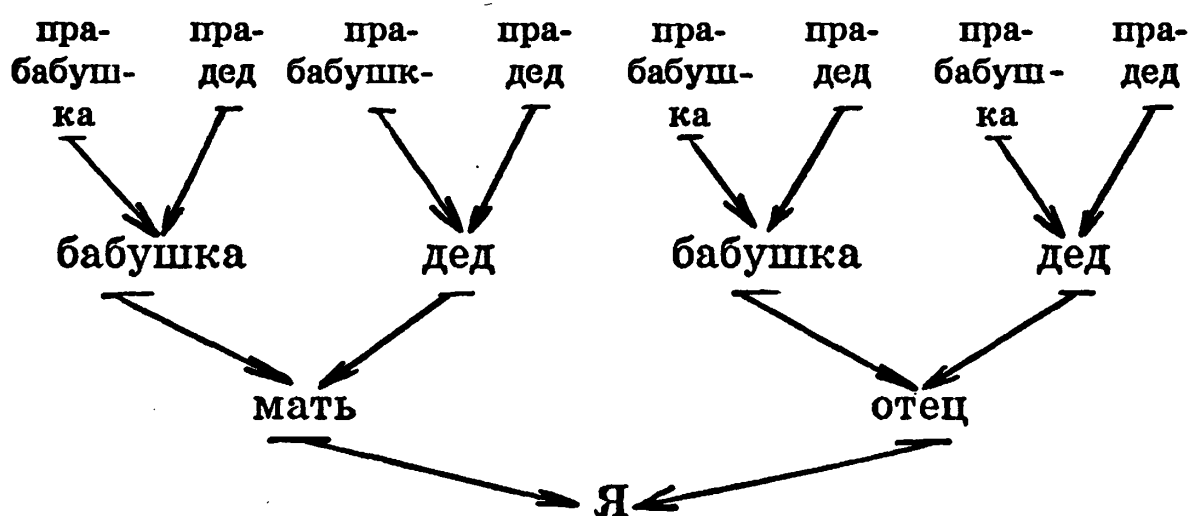 пра- пра- пра- пра- пра- пра- пра- пра-
бабуш- дед бабушк- дед бабуш- дед бабуш- дед
ка ка ка
бабушка дед бабушка дед
мать отец
Я